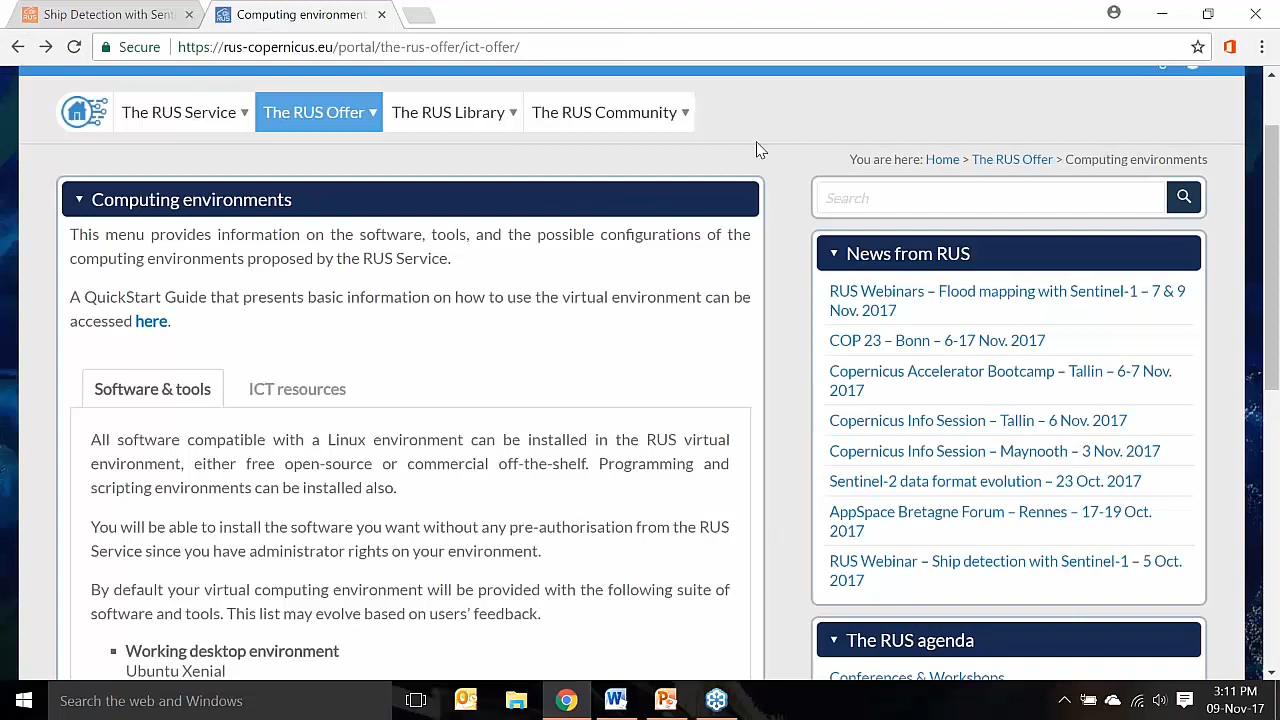 Ship Detection with Sent
Computing environment
Secure
https://rus-copernicus.eu/portal/the-rus-offer/ict-offer/
The RUS Service
The RUS Offer
The RUS Library
The RUS Community
You are here: Home > The RUS Offer > Computing environments
Computing environments
This menu provides information on the software, tools, and the possible configurations of the
computing environments proposed by the RUS Service.
A QuickStart Guide that presents basic information on how to use the virtual environment can be
accessed here.
Software & tools
ICT resources
All software compatible with a Linux environment can be installed in the RUS virtual
environment, either free open-source or commercial off-the-shelf. Programming and
scripting environments can be installed also.
You will be able to install the software you want without any pre-authorisation from the RUS
Service since you have administrator rights on your environment.
By default your virtual computing environment will be provided with the following suite of
software and tools. This list may evolve based on users’ feedback.
Working desktop environment
Ubuntu Xenial
Search
News from RUS
RUS Webinars – Flood mapping with Sentinel-1 – 7 & 9
Nov. 2017
COP 23 – Bonn – 6-17 Nov. 2017
Copernicus Accelerator Bootcamp – Tallin – 6-7 Nov.
2017
Copernicus Info Session – Tallin – 6 Nov. 2017
Copernicus Info Session – Maynooth – 3 Nov. 2017
Sentinel-2 data format evolution – 23 Oct. 2017
AppSpace Bretagne Forum – Rennes – 17-19 Oct.
2017
RUS Webinar – Ship detection with Sentinel-1 – 5 Oct.
2017
The RUS agenda
Conferences & Workshops
Search the web and Windows
3:11 PM
09-Nov-17